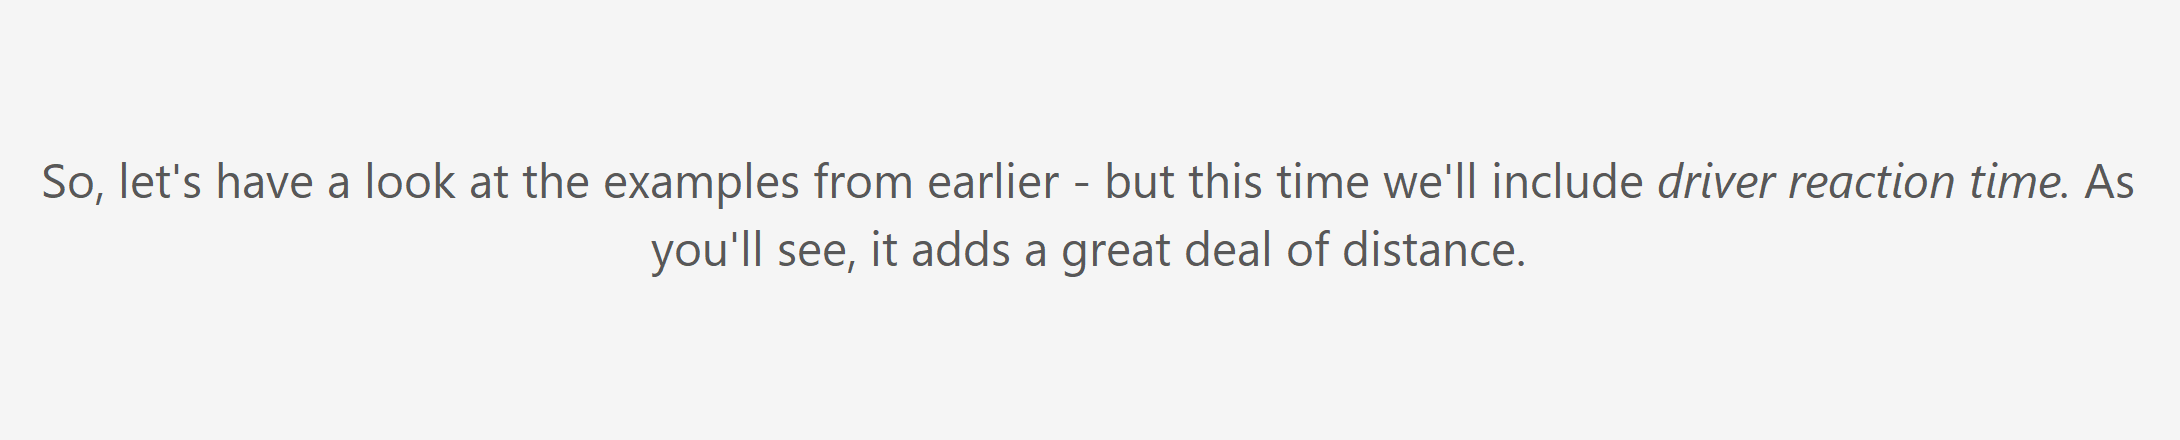 So, let's have a look at the examples from earlier - but this time we'll include driver reaction time. As
you'll see, it adds a great deal of distance.